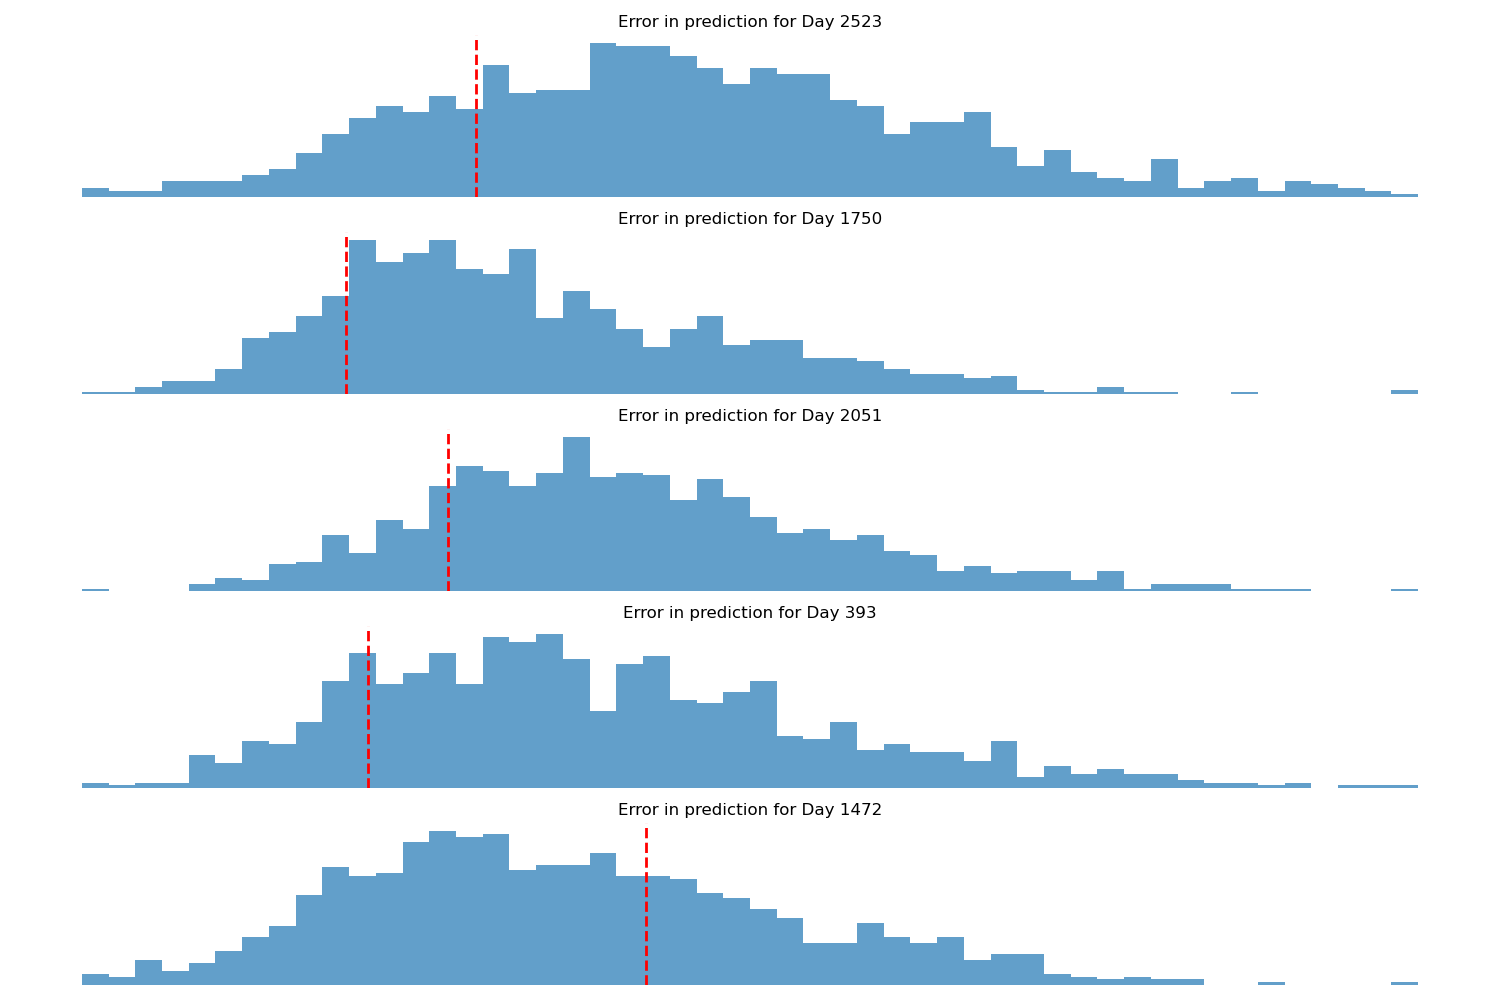 Error in prediction for Day 2523
Error in prediction for Day 1750
Error in prediction for Day 2051
Error in prediction for Day 393
Error in prediction for Day 1472